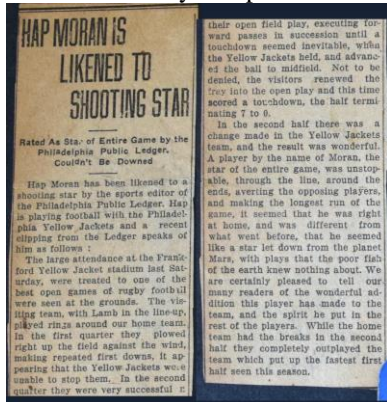 HAP MORAN IS
LIKENED TO
SHOOTING STAR
Rated As Star of Entire Game by the
Philadelphia Public Ledger.
Couldn't Be Downed
Hap Moran has been likened to a
shooting star by the sports editor of
the Philadelphia Public Ledger. Hap
is playing football with the Philadel-
phia Yellow Jackets and a recent
clipping from the Ledger speaks of
him as follows:
The large attendance at the Frank-
ford Yellow Jacket stadium last Sat-
urday, were treated to one of the
best open games of rugby football
were seen at the grounds. The vis-
iting team, with Lamb in the line-up,
played rings around our home team.
In the first quarter they plowed
right up the field against the wind,
making repeated first downs, it ap-
pearing that the Yellow Jackets were
unable to stop them. In the second
quarter they were very successful
their open field play, executing for-
ward passes in succession until a
touchdown seemed inevitable, while
the Yellow Jackets held, and advanc-
ed the ball to midfield. Not to be
denied, the visitors renewed the
fray into the open play and this time
scored a touchdown, the half termi-
nating 7 to 0.
In the second half there was a
change made in the Yellow Jackets
team, and the result was wonderful.
A player by the name of Moran, the
star of the entire game, was unstop-
able, through the line, around the
ends, averting the opposing players,
and making the longest run of the
game, it seemed that he was right
at home, and was different from
what went before, that he seemed
like a star let down from the planet
Mars, with plays that the poor fish
of the earth knew nothing about. We
are certainly pleased to tell our
many readers of the wonderful ad-
dition this player has made to the
team, and the spirit he put in the
rest of the players. While the home
team had the breaks in the second
half they completely outplayed the
team which put up the fastest first
half seen this season.